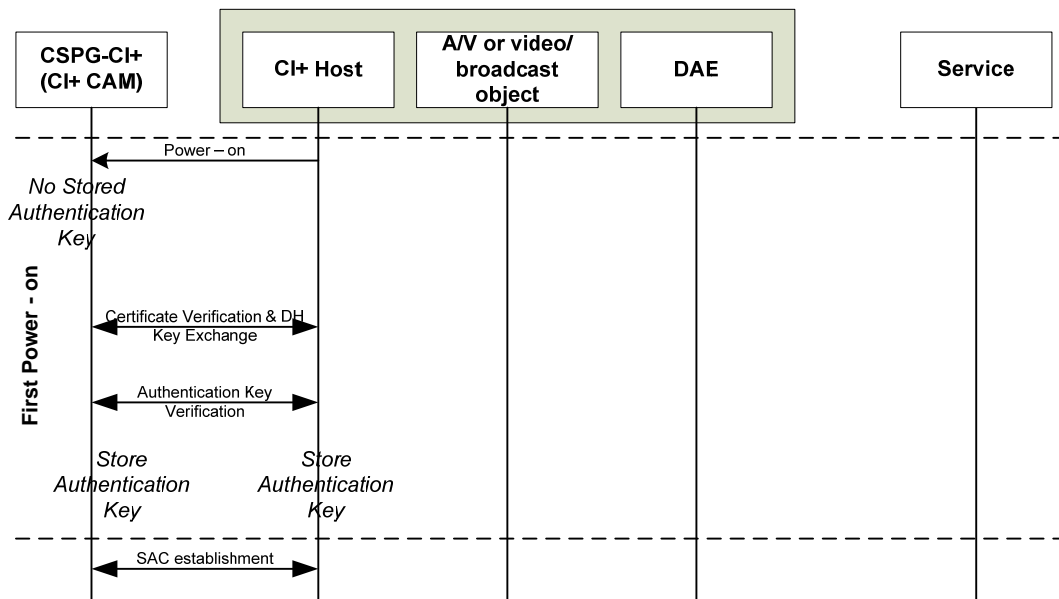 CSPG-CI+
(CI+ CAM)
CI+ Host
A/V or video/
broadcast
object
DAE
Service
Power – on
No Stored
Authentication
Key
First Power - on
Certificate Verification & DH
Key Exchange
Authentication Key
Verification
Store
Authentication
Key
Store
Authentication
Key
SAC establishment